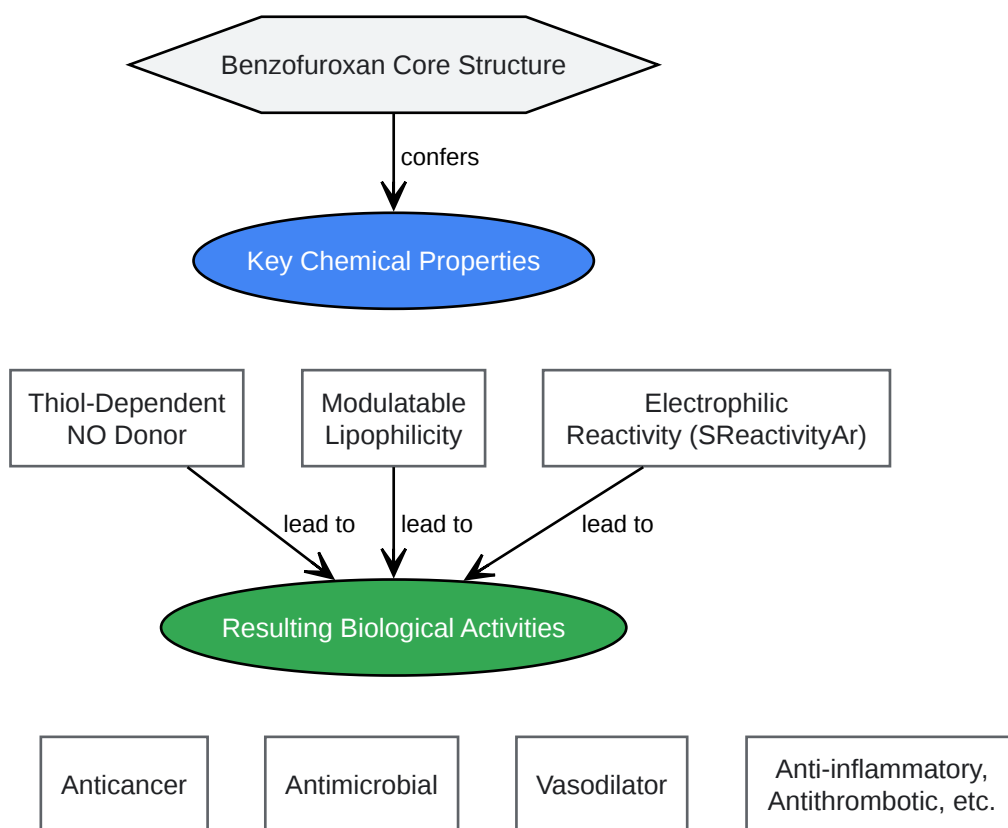 Benzofuroxan Core Structure
confers
Key Chemical Properties
Thiol-Dependent
NO Donor
Modulatable
Lipophilicity
Electrophilic
Reactivity (SReactivityAr)
lead to
lead to
lead to
Resulting Biological Activities
Anticancer
Antimicrobial
Vasodilator
Anti-inflammatory,
Antithrombotic, etc.